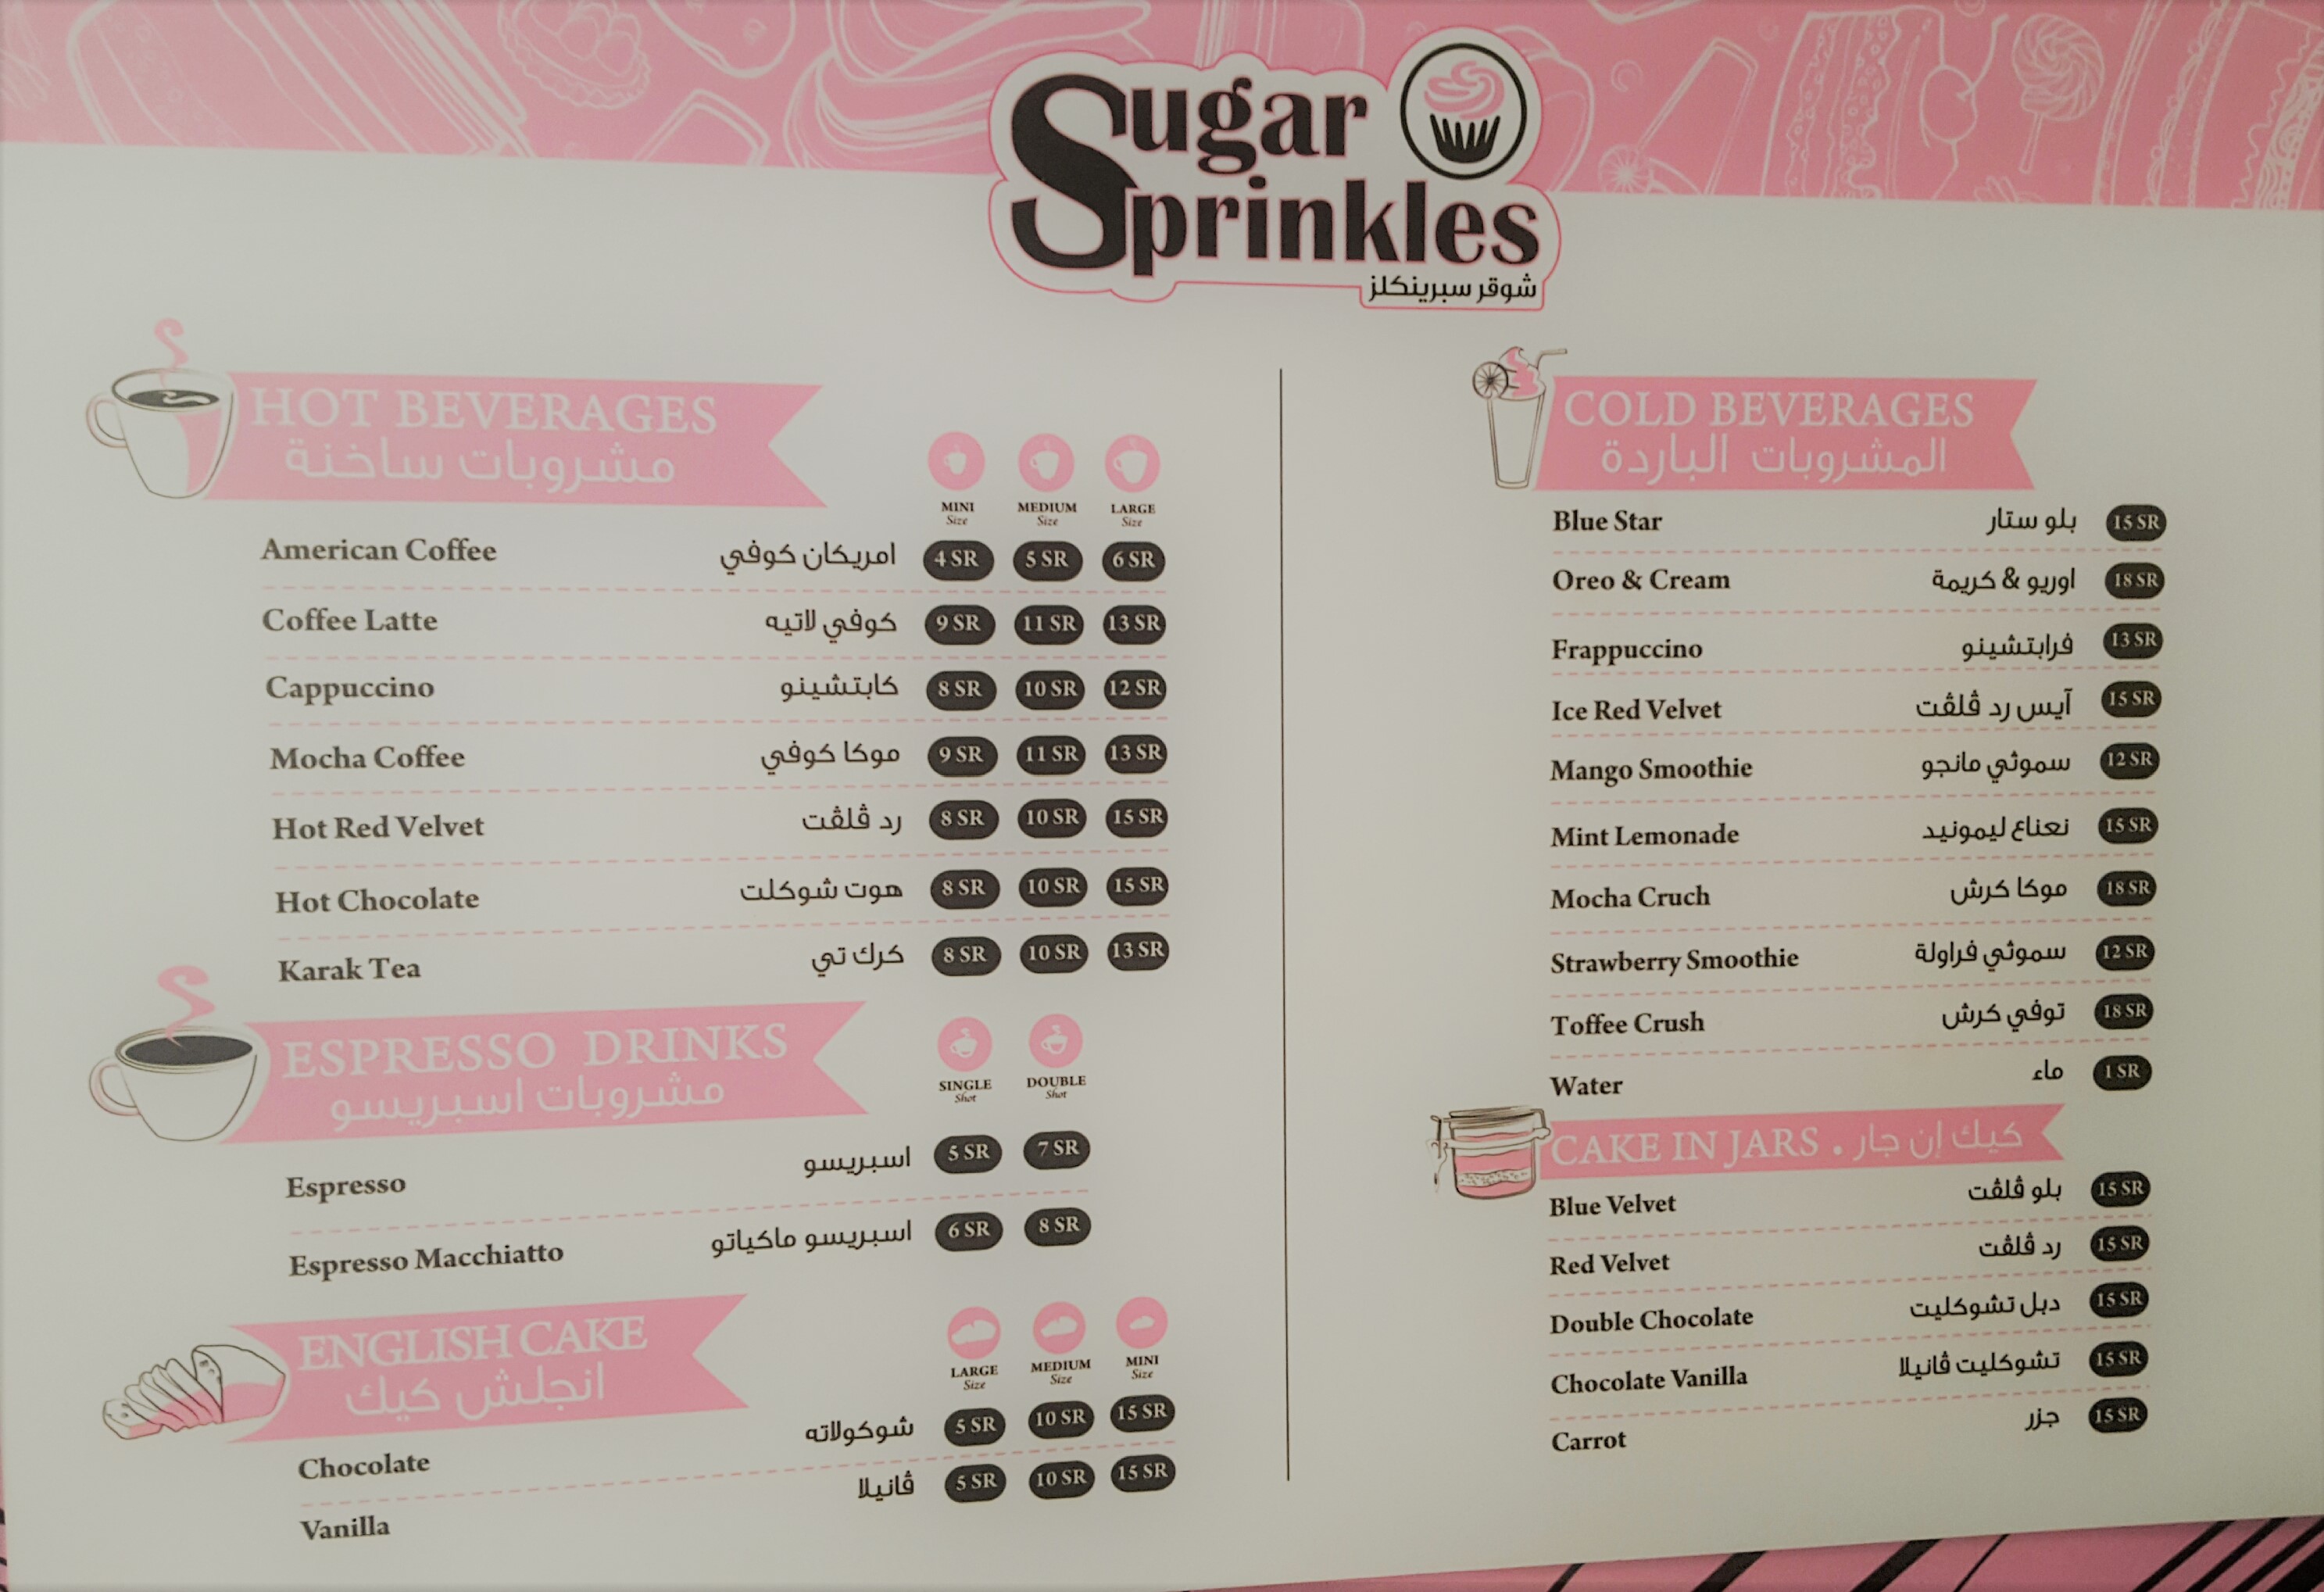 Sugar
Sprinkles
شوقر سبرينكلز
HOT BEVERAGES
مشروبات ساخنة
MINI Size MEDIUM Size LARGE Size
American Coffee امريكان كوفي 4 SR 5 SR 6 SR
Coffee Latte كوفي لاتيه 9 SR 11 SR 13 SR
Cappuccino كابتشينو 8 SR 10 SR 12 SR
Mocha Coffee موكا كوفي 9 SR 11 SR 13 SR
Hot Red Velvet رد ڤلڤت 8 SR 10 SR 15 SR
Hot Chocolate هوت شوكلت 8 SR 10 SR 15 SR
Karak Tea كرك تي 8 SR 10 SR 13 SR
ESPRESSO DRINKS
مشروبات اسبريسو
SINGLE Shot DOUBLE Shot
Espresso اسبريسو 5 SR 7 SR
Espresso Macchiatto اسبريسو ماكياتو 6 SR 8 SR
ENGLISH CAKE
انجلش كيك
LARGE Size MEDIUM Size MINI Size
Chocolate شوكولاته 5 SR 10 SR 15 SR
Vanilla ڤانيلا 5 SR 10 SR 15 SR
COLD BEVERAGES
المشروبات الباردة
Blue Star بلو ستار 15 SR
Oreo & Cream اوريو & كريمة 18 SR
Frappuccino فرابتشينو 13 SR
Ice Red Velvet آيس رد ڤلڤت 15 SR
Mango Smoothie سموثي مانجو 12 SR
Mint Lemonade نعناع ليمونيد 15 SR
Mocha Cruch موكا كرش 18 SR
Strawberry Smoothie سموثي فراولة 12 SR
Toffee Crush توفي كرش 18 SR
Water ماء 1 SR
CAKE IN JARS . كيك إن جار
Blue Velvet بلو ڤلڤت 15 SR
Red Velvet رد ڤلڤت 15 SR
Double Chocolate دبل تشوكليت 15 SR
Chocolate Vanilla تشوكليت ڤانيلا 15 SR
Carrot جزر 15 SR